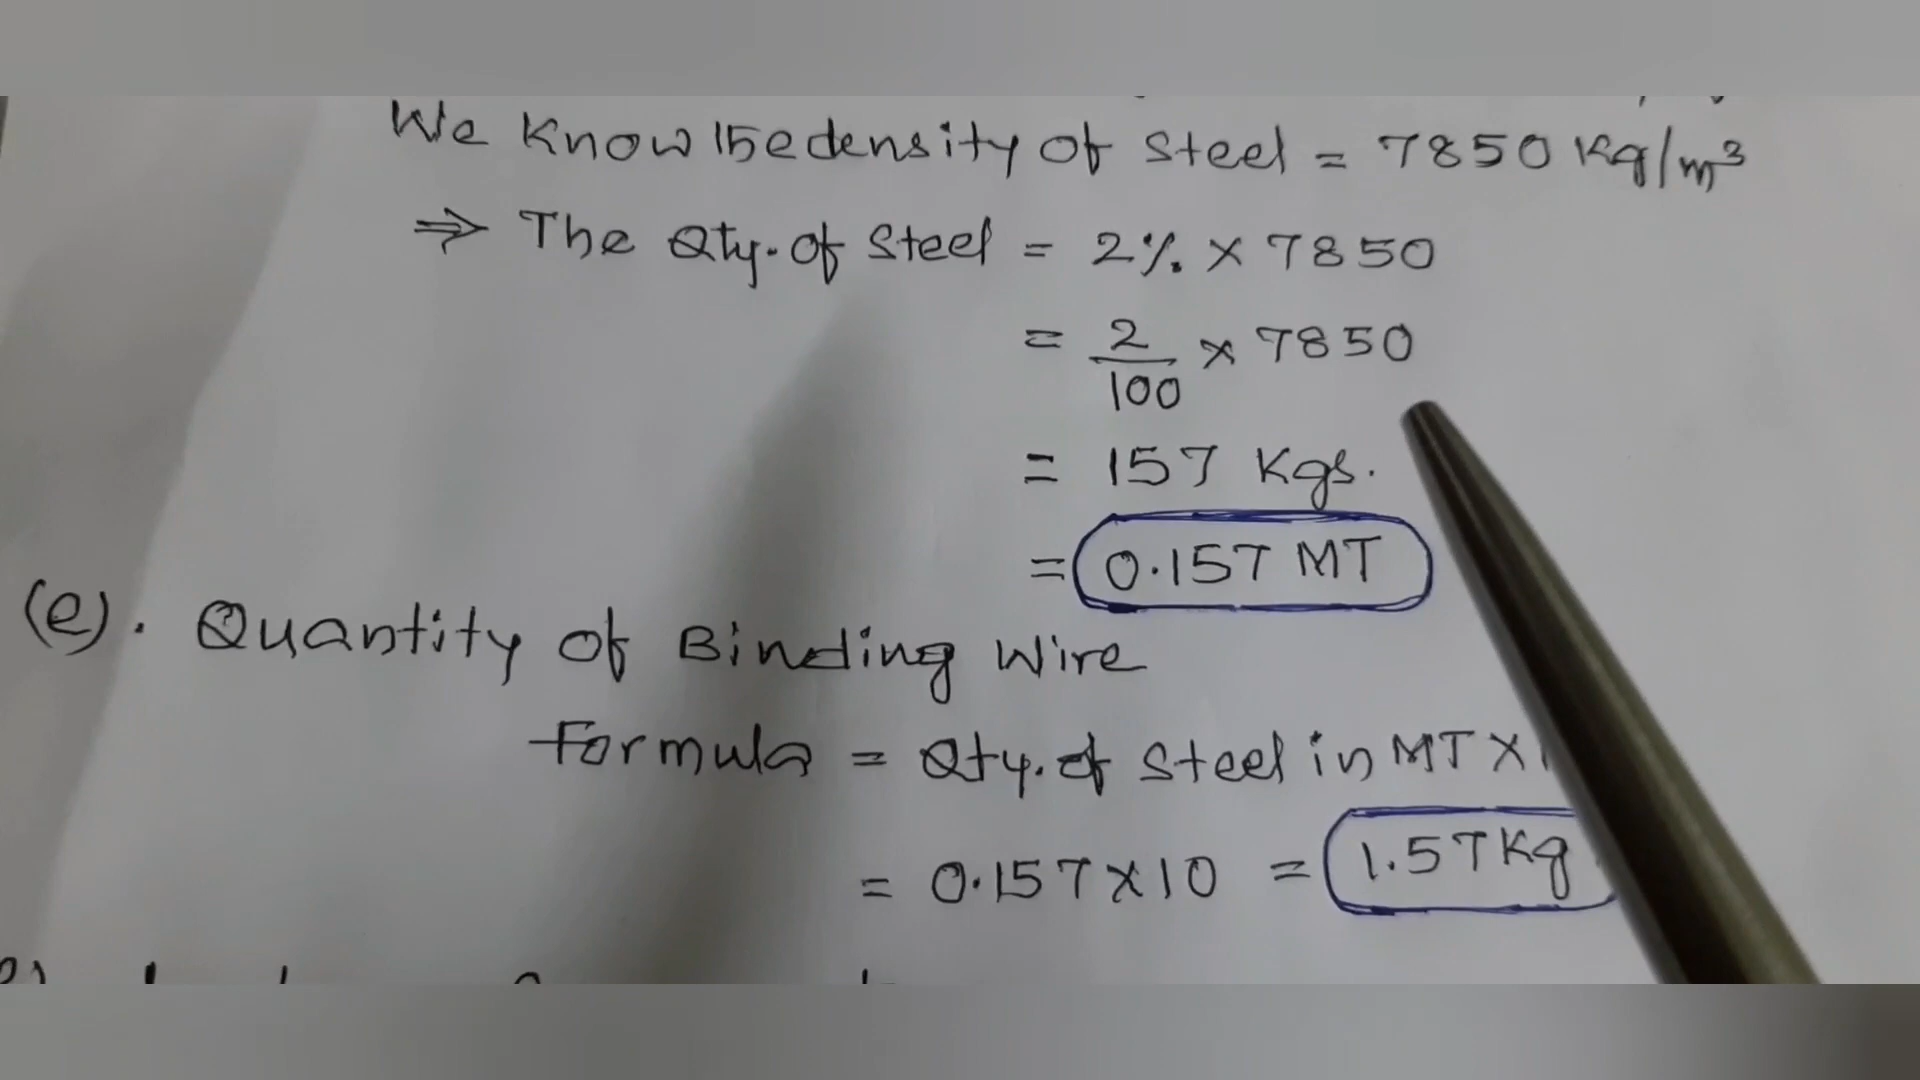 We Know the density of Steel = 7850 Kg/m³
⇒ The Qty. of Steel = 2% × 7850
= 2/100 × 7850
= 157 Kgs.
= 0.157 MT
(e). Quantity of Binding Wire
Formula = Qty. of Steel in MT ×
= 0.157 × 10 = 1.57 Kg